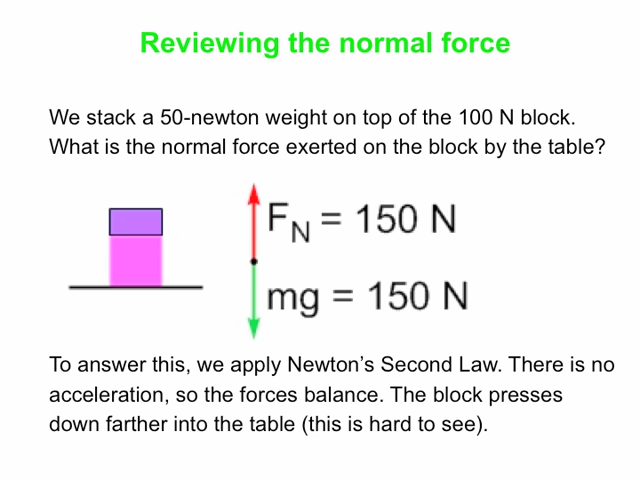 Reviewing the normal force
We stack a 50-newton weight on top of the 100 N block.
What is the normal force exerted on the block by the table?
FN = 150 N
mg = 150 N
To answer this, we apply Newton’s Second Law. There is no
acceleration, so the forces balance. The block presses
down farther into the table (this is hard to see).